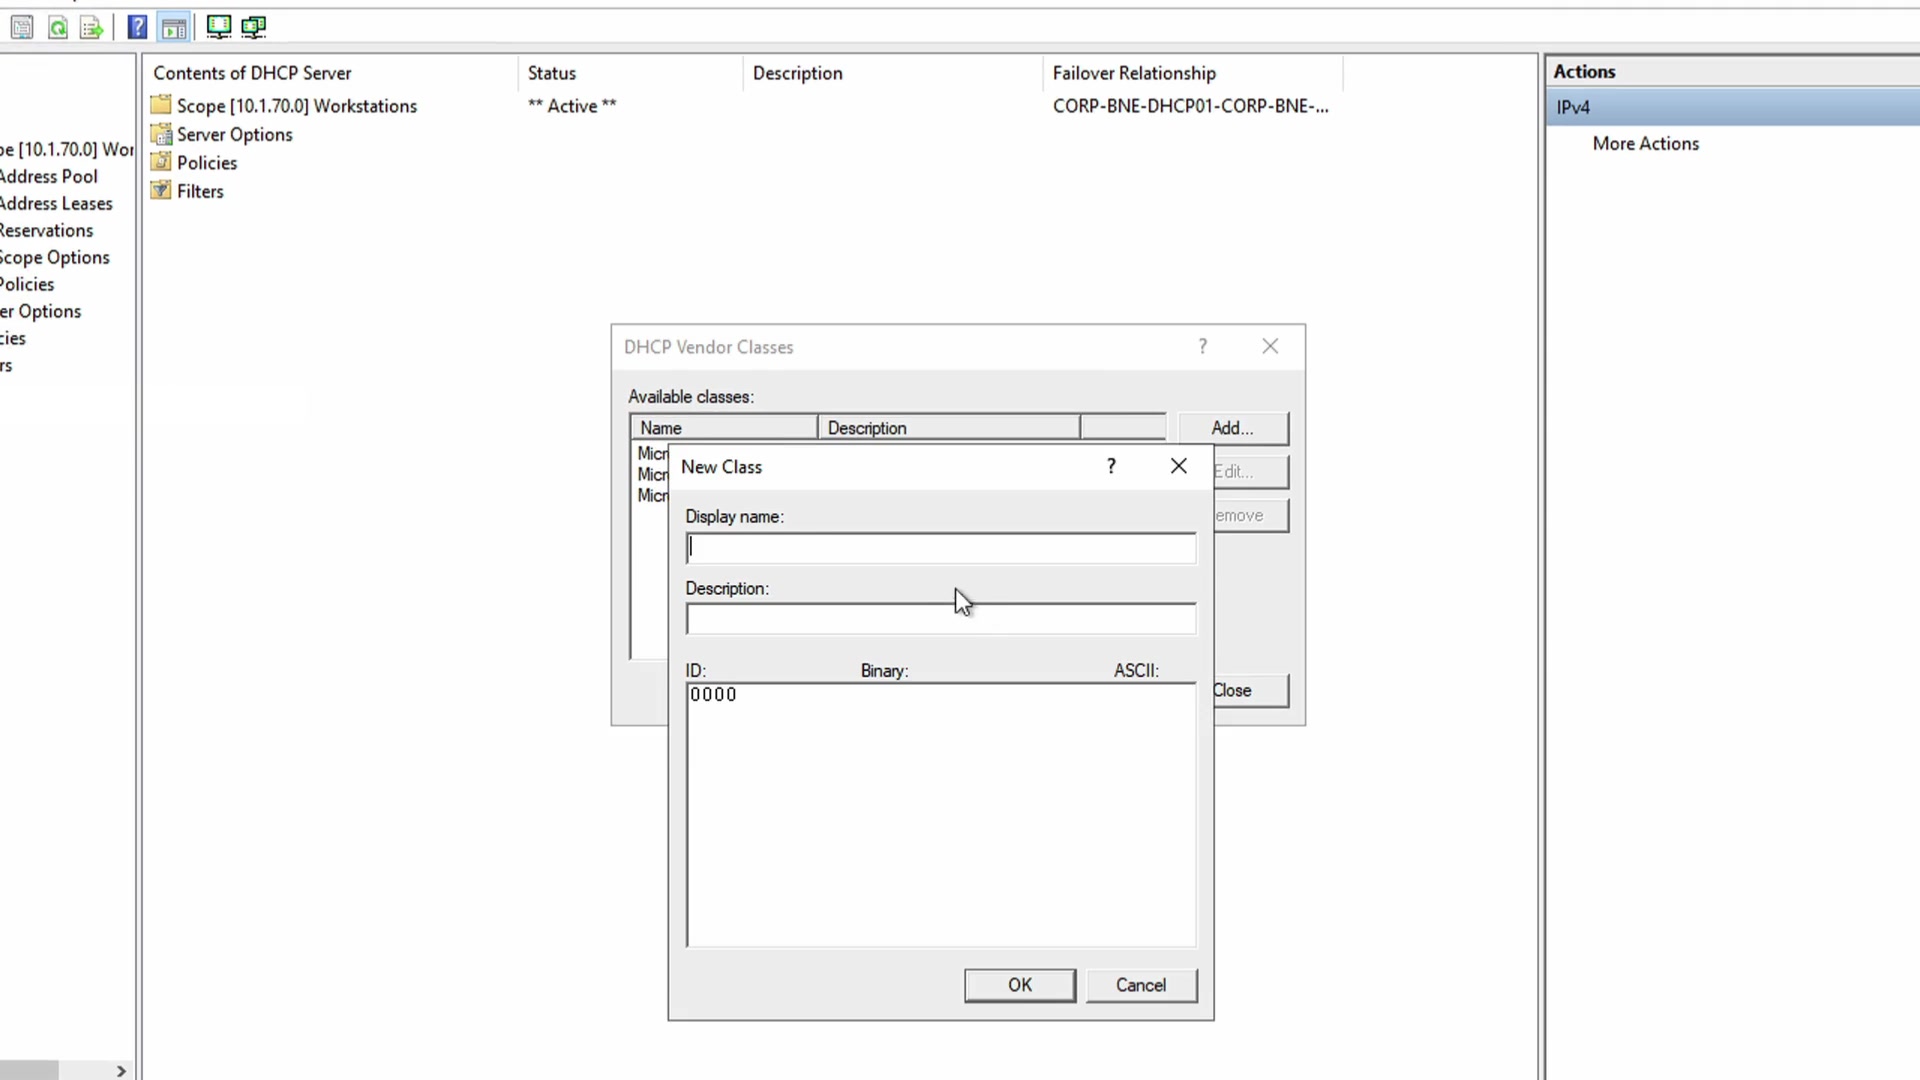 Contents of DHCP Server
Status
Description
Failover Relationship
Scope [10.1.70.0] Workstations
** Active **
CORP-BNE-DHCP01-CORP-BNE-...
Server Options
Policies
Filters
pe [10.1.70.0] Wor
Address Pool
Address Leases
Reservations
Scope Options
Policies
er Options
cies
rs
Actions
IPv4
More Actions
DHCP Vendor Classes
?
Available classes:
Name
Description
Add...
Micr
Micr
Micr
Edit...
emove
Close
New Class
?
Display name:
Description:
ID:
Binary:
ASCII:
0000
OK
Cancel